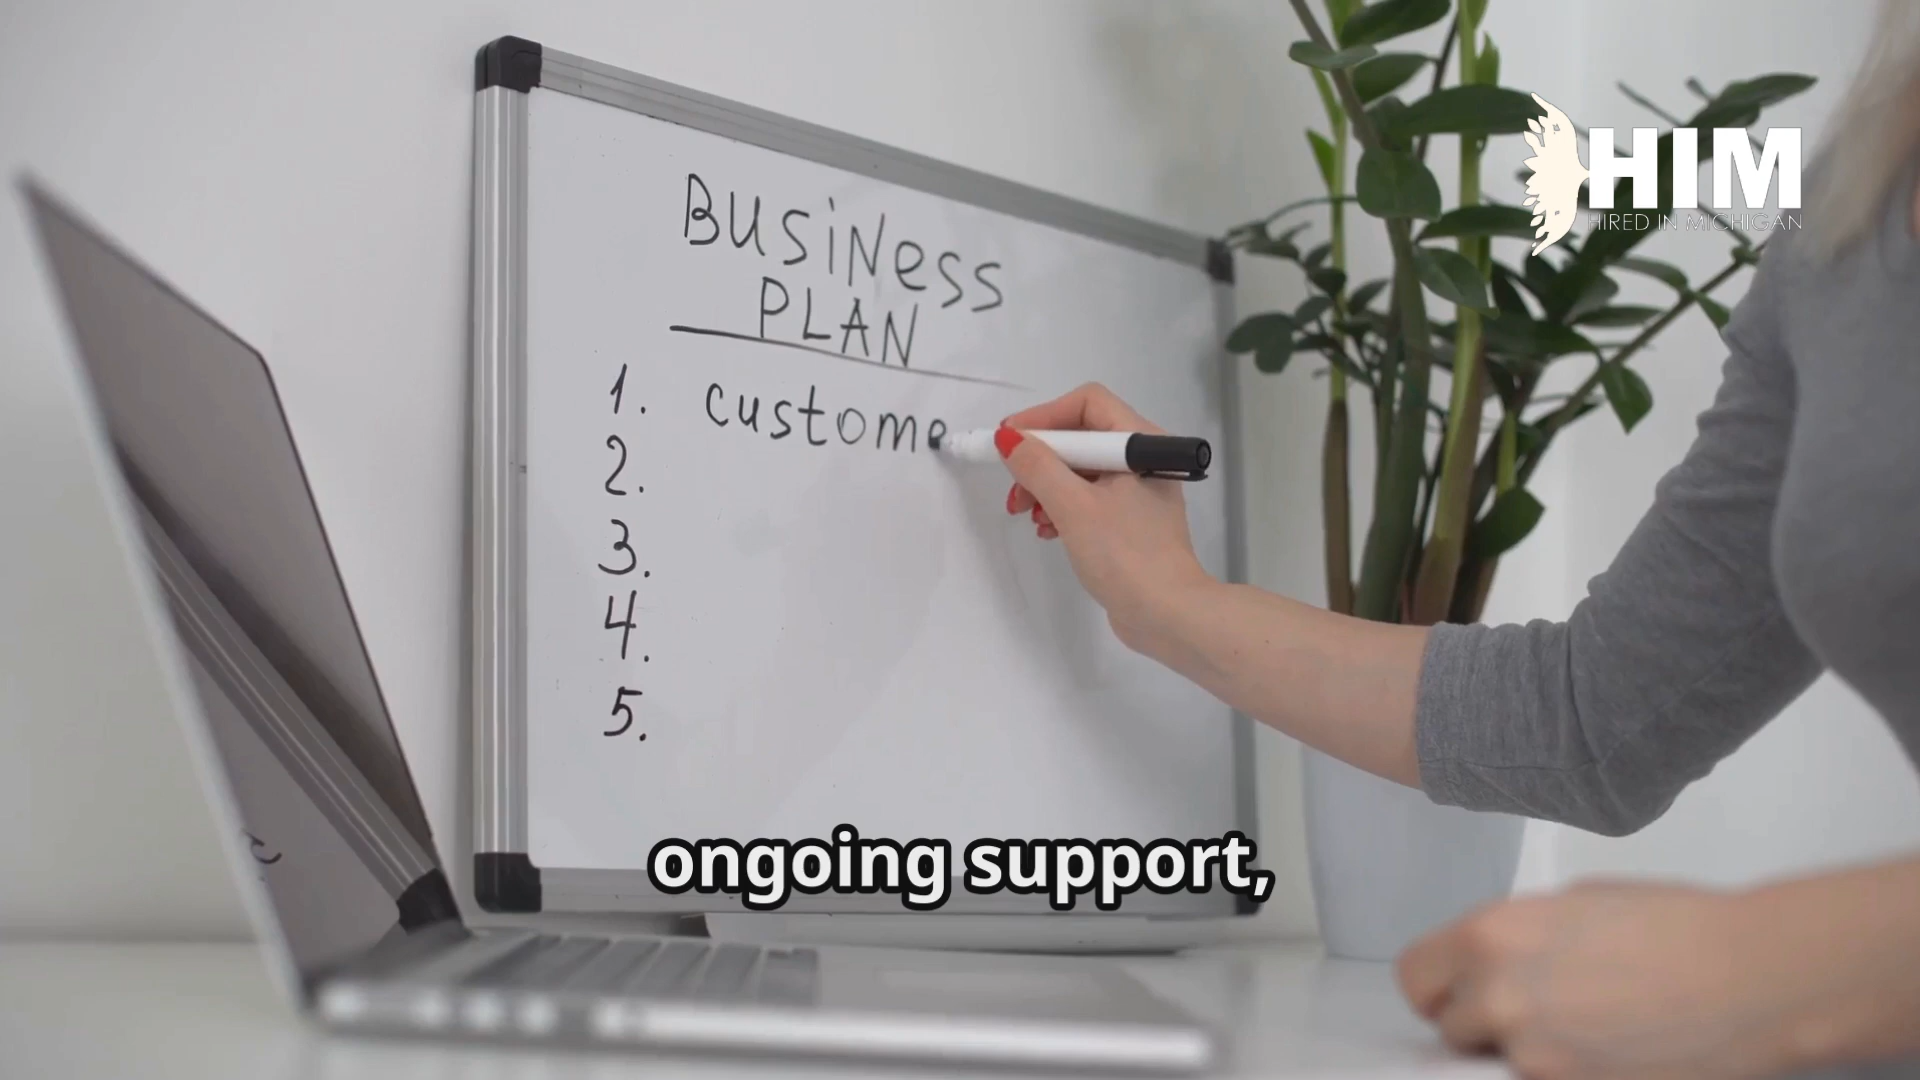 BUSINESS
PLAN
1. custome
2.
3.
4.
5.
HIM
HIRED IN MICHIGAN
ongoing support,